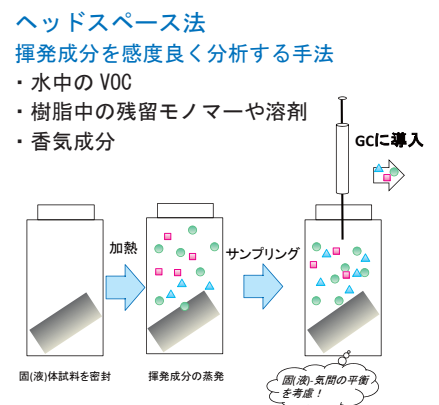 ヘッドスペース法
揮発成分を感度良く分析する手法
・水中の VOC
・樹脂中の残留モノマーや溶剤
・香気成分
GCに導入
加熱
サンプリング
固(液)体試料を密封
揮発成分の蒸発
固(液)-気間の平衡
を考慮！